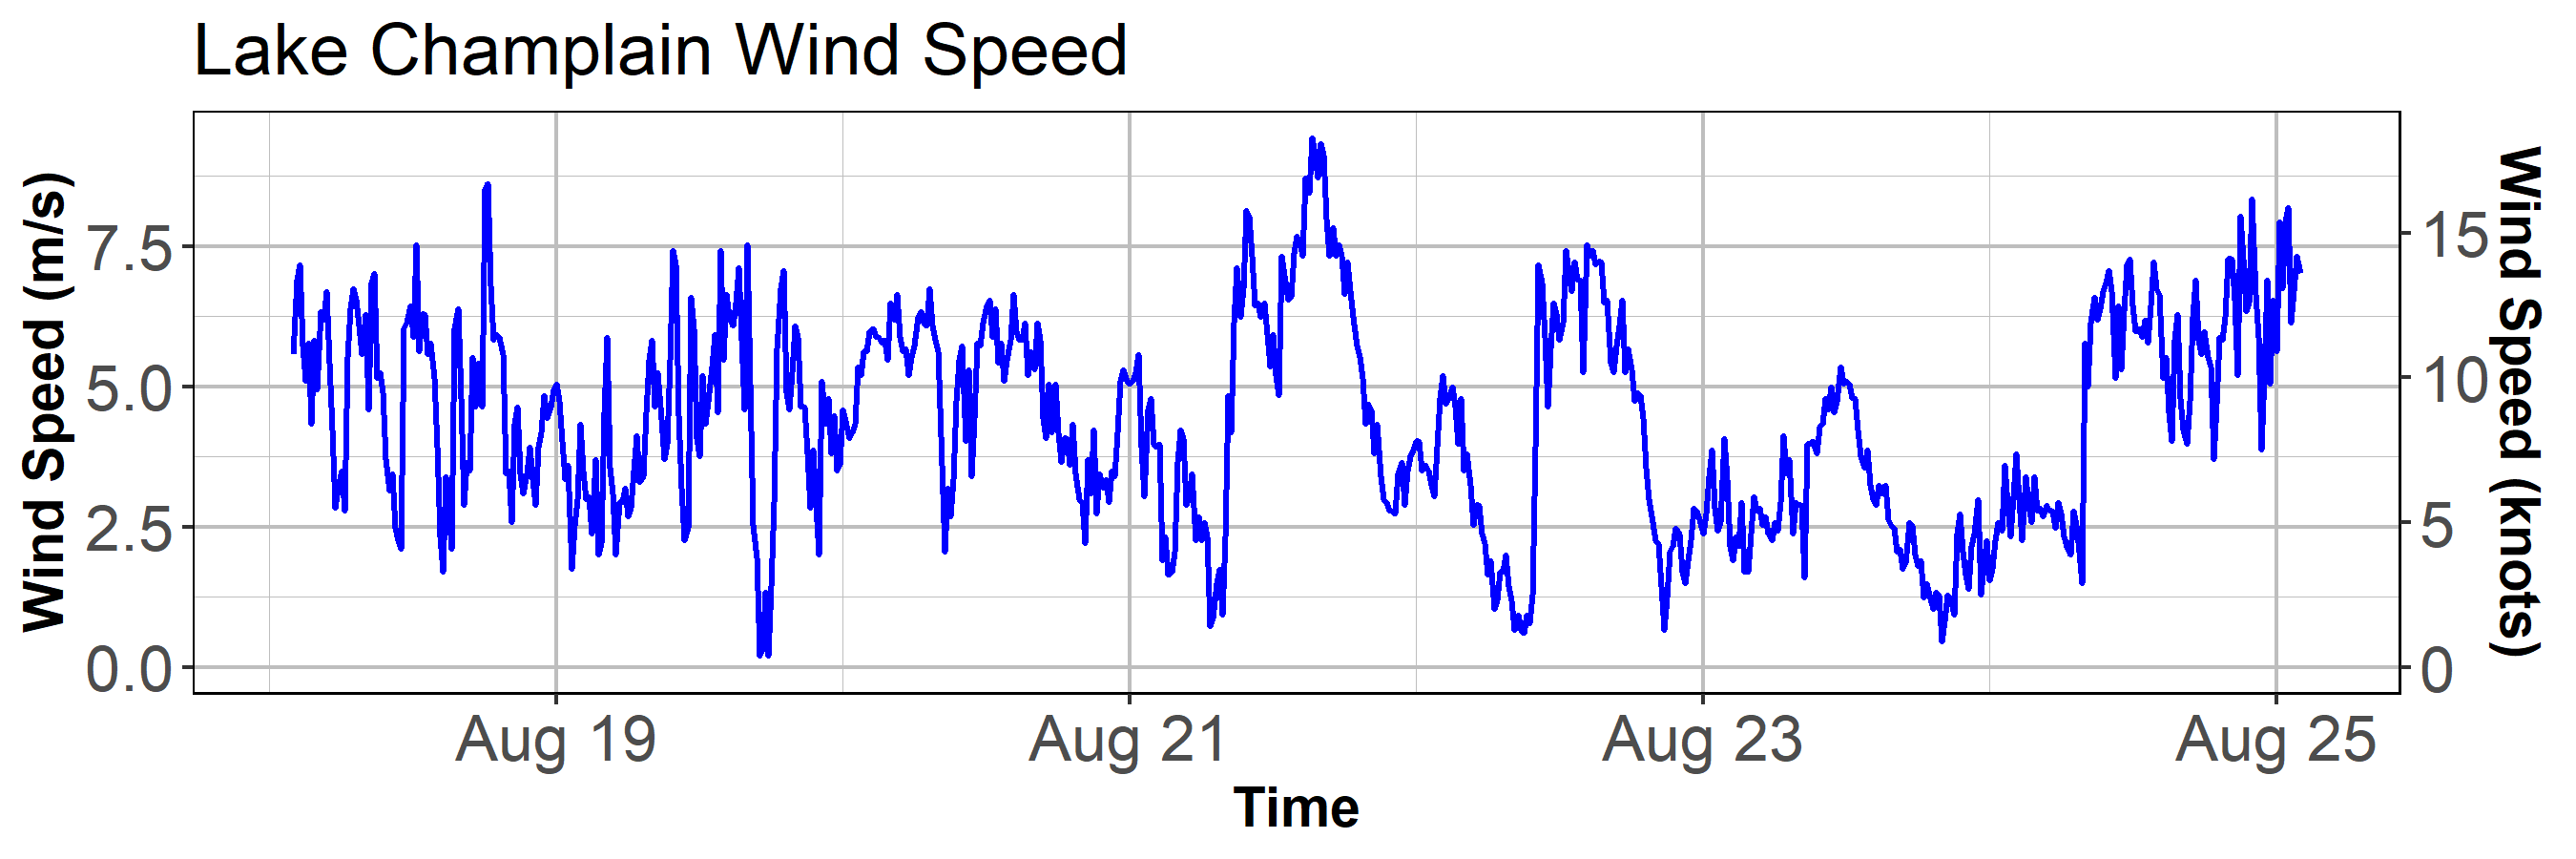 Lake Champlain Wind Speed
Wind Speed (m/s)
7.5
5.0
2.5
0.0
15
10
5
0
Wind Speed (knots)
Aug 19
Aug 21
Aug 23
Aug 25
Time